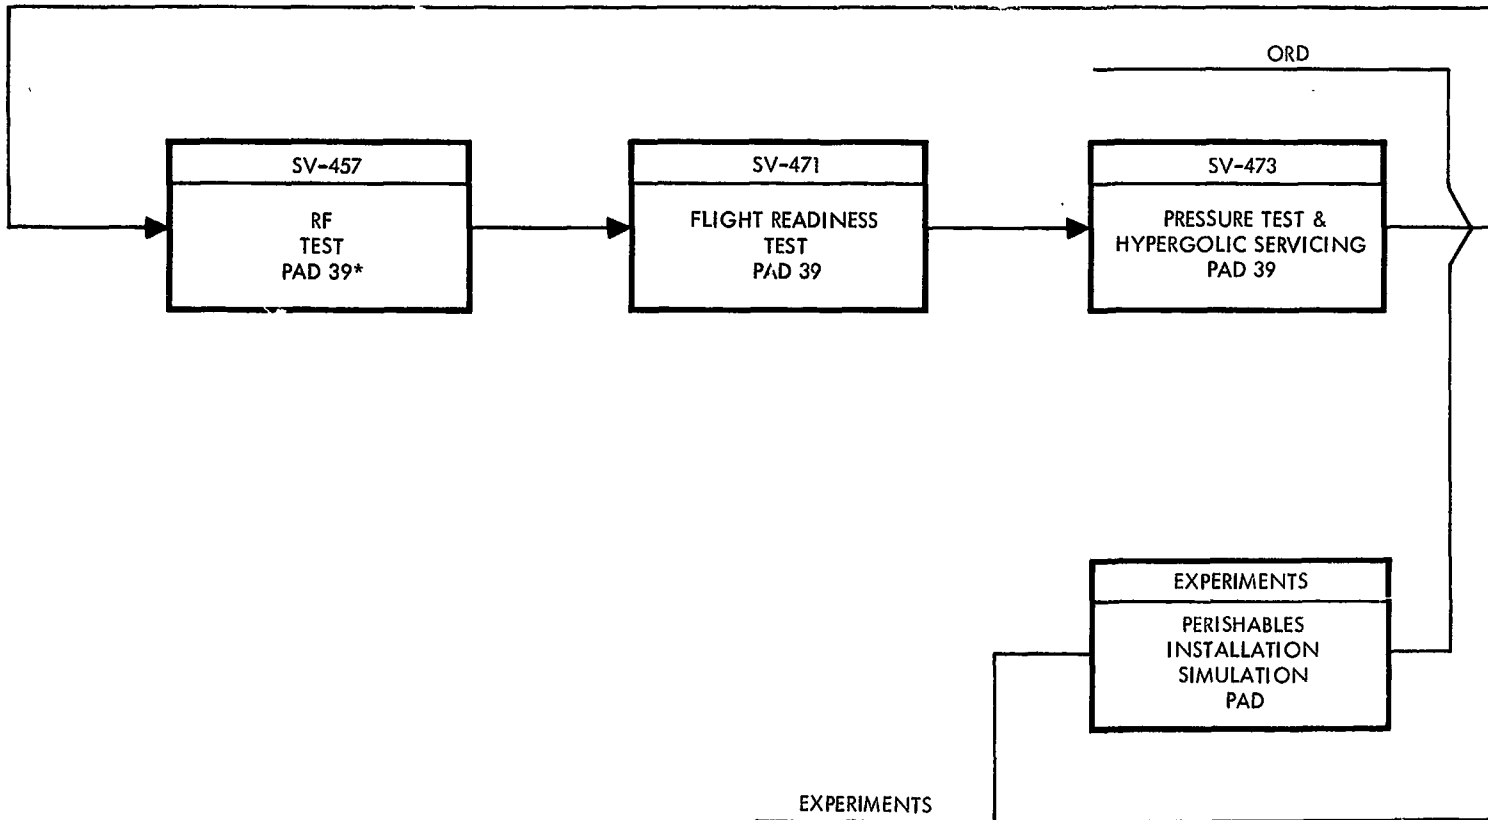 ORD
SV-457
RF
TEST
PAD 39*
SV-471
FLIGHT READINESS
TEST
PAD 39
SV-473
PRESSURE TEST &
HYPERGOLIC SERVICING
PAD 39
EXPERIMENTS
PERISHABLES
INSTALLATION
SIMULATION
PAD
EXPERIMENTS